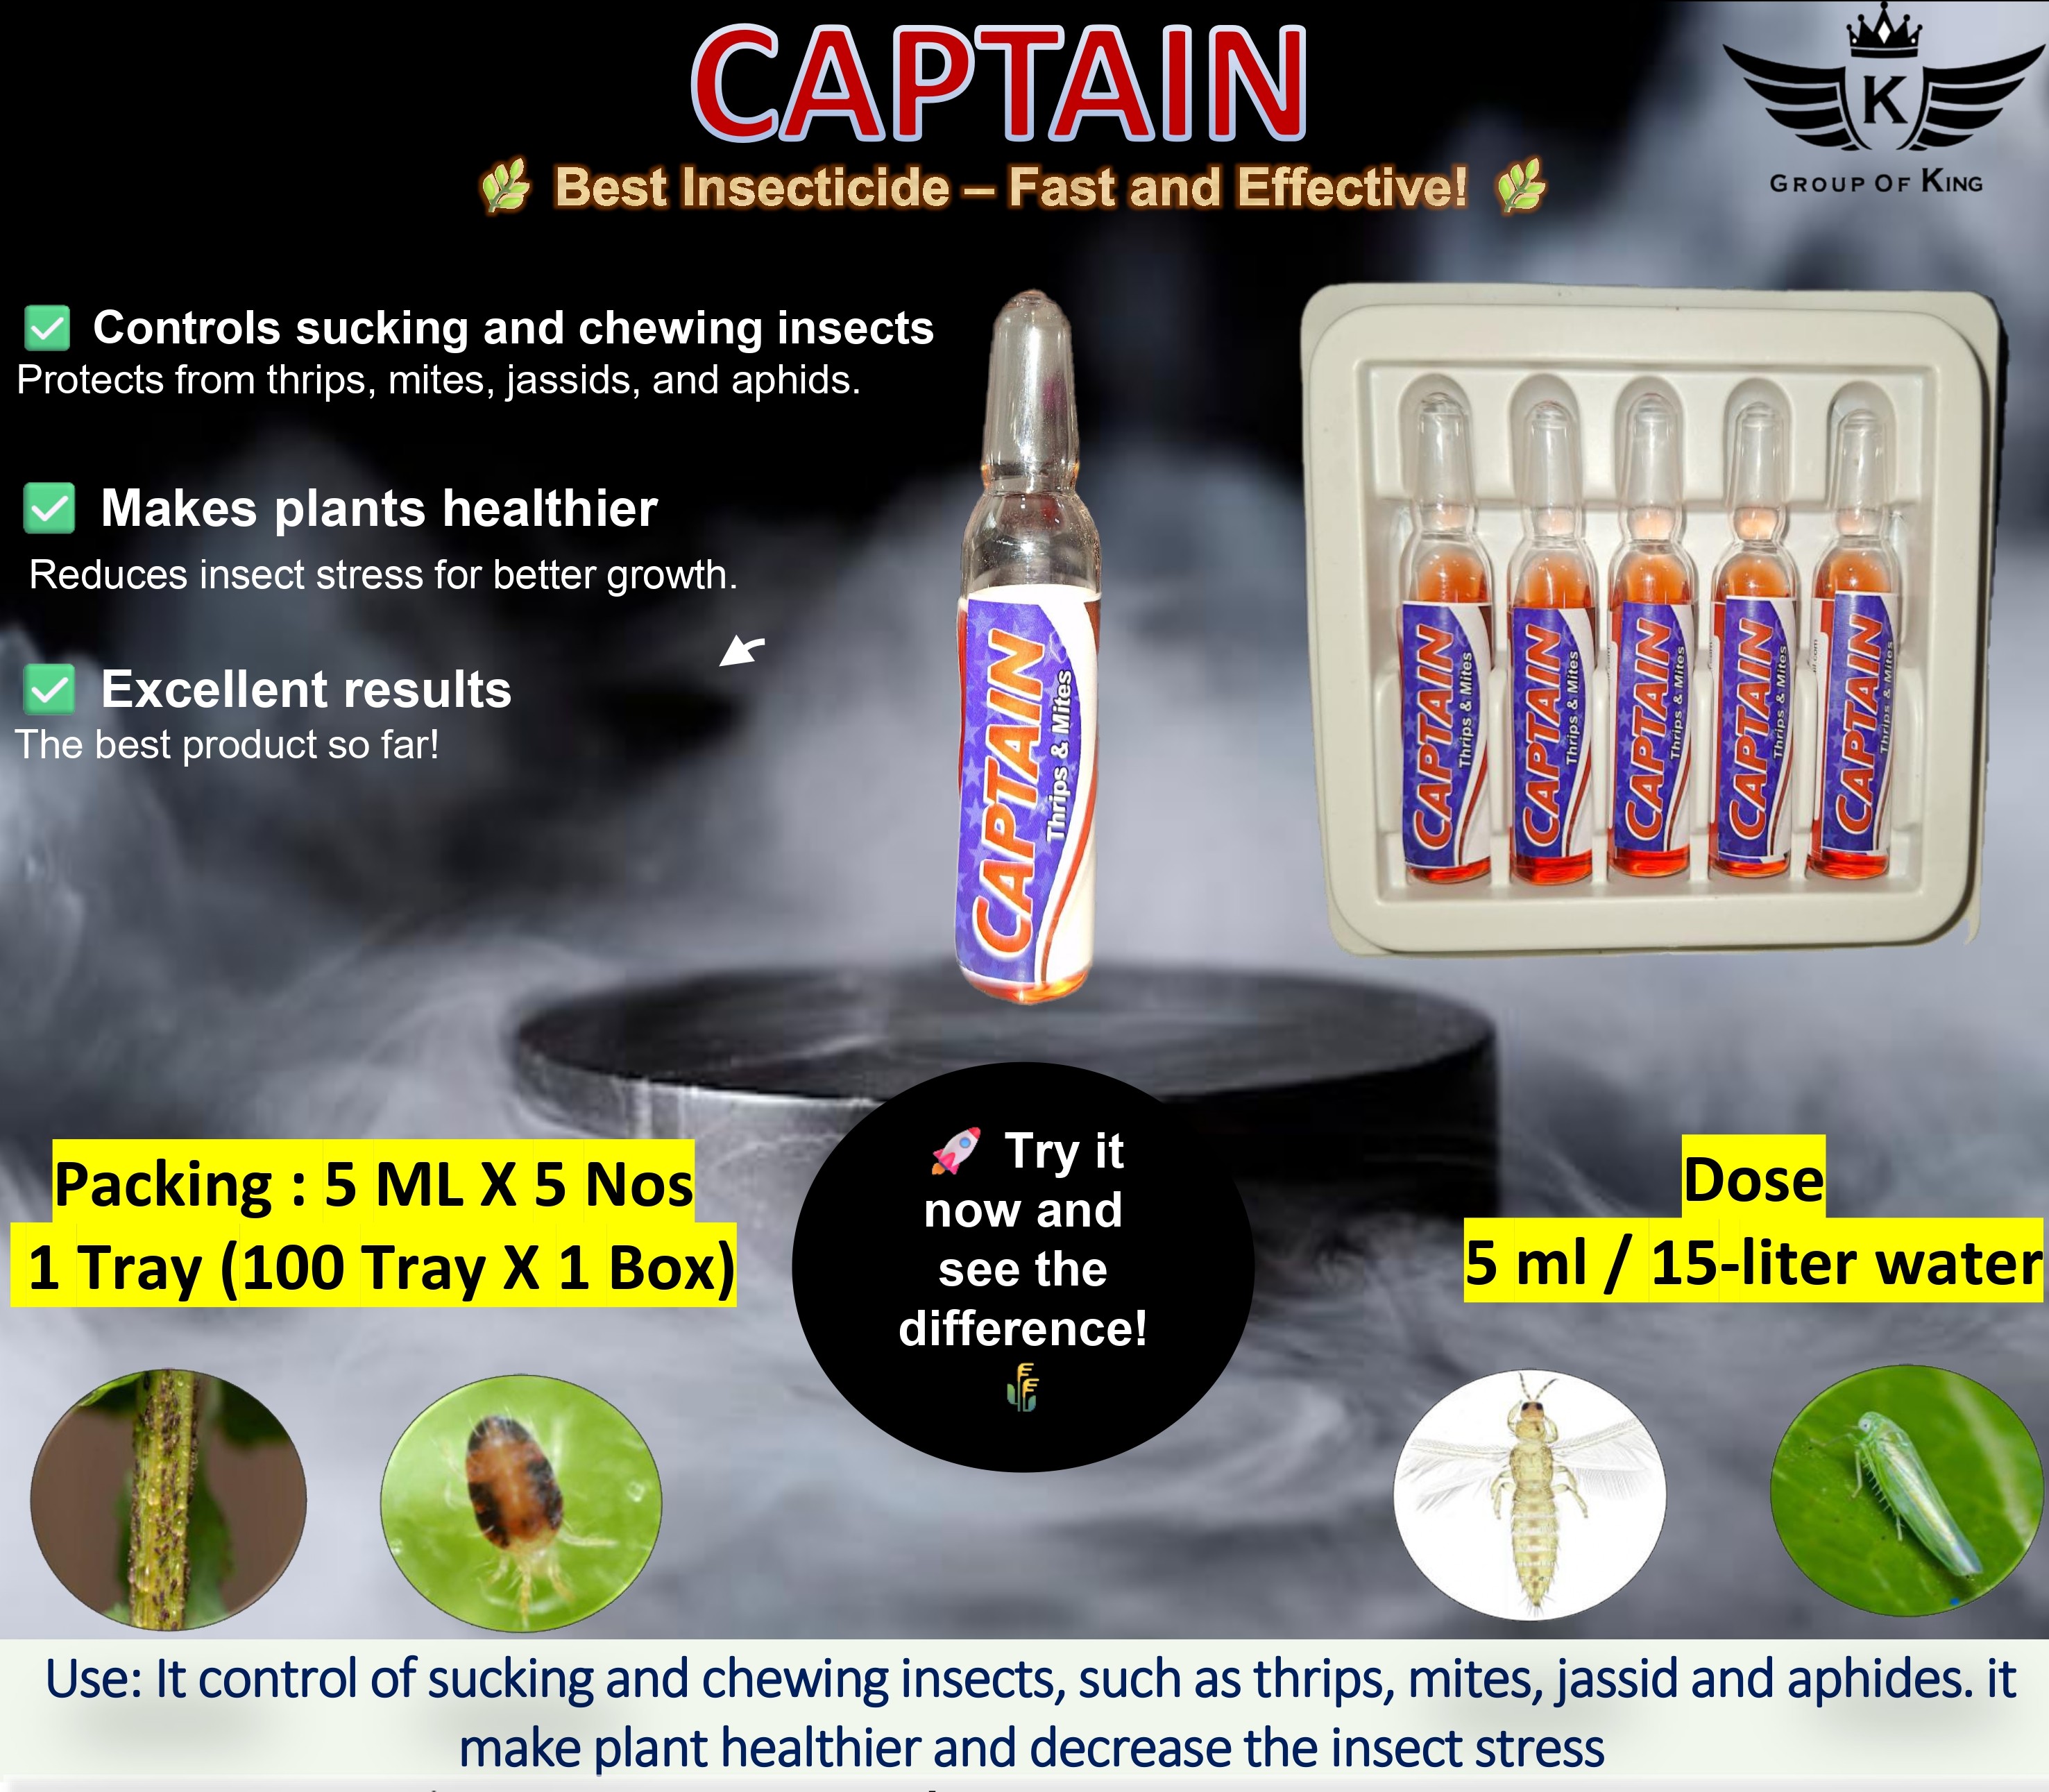 CAPTAIN
K
GROUP OF KING
🌿 Best Insecticide – Fast and Effective! 🌿
✅ Controls sucking and chewing insects
Protects from thrips, mites, jassids, and aphids.
✅ Makes plants healthier
Reduces insect stress for better growth.
✅ Excellent results
The best product so far!
CAPTAIN
Thrips & Mites
CAPTAIN
Thrips & Mites
CAPTAIN
Thrips & Mites
CAPTAIN
Thrips & Mites
CAPTAIN
Thrips & Mites
CAPTAIN
Thrips & Mites
Packing : 5 ML X 5 Nos
1 Tray (100 Tray X 1 Box)
🚀 Try it
now and
see the
difference!
🌾
Dose
5 ml / 15-liter water
Use: It control of sucking and chewing insects, such as thrips, mites, jassid and aphides. it
make plant healthier and decrease the insect stress